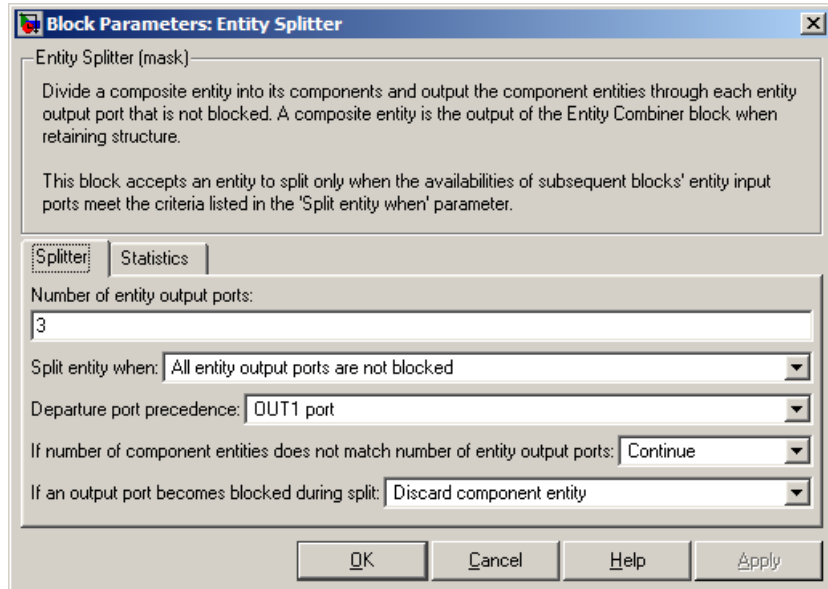 Block Parameters: Entity Splitter
Entity Splitter (mask)
Divide a composite entity into its components and output the component entities through each entity
output port that is not blocked. A composite entity is the output of the Entity Combiner block when
retaining structure.
This block accepts an entity to split only when the availabilities of subsequent blocks' entity input
ports meet the criteria listed in the 'Split entity when' parameter.
Splitter Statistics
Number of entity output ports:
3
Split entity when: All entity output ports are not blocked
Departure port precedence: OUT1 port
If number of component entities does not match number of entity output ports: Continue
If an output port becomes blocked during split: Discard component entity
OK Cancel Help Apply